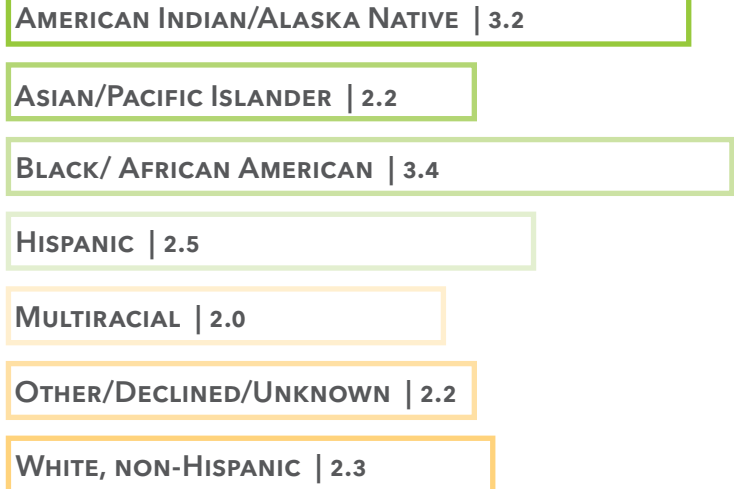 American Indian/Alaska Native | 3.2
Asian/Pacific Islander | 2.2
Black/ African American | 3.4
Hispanic | 2.5
Multiracial | 2.0
Other/Declined/Unknown | 2.2
White, non-Hispanic | 2.3